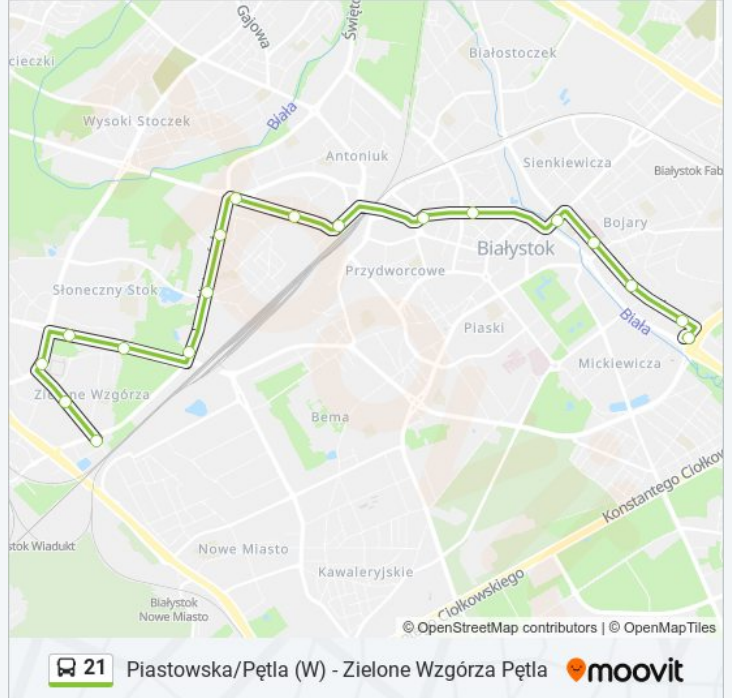 Gajowa
Święto
Białostoczek
cieczki
Wysoki Stoczek
Biała
Antoniuk
Sienkiewicza
Białystok Fab
Bojary
Białystok
Przydworcowe
Słoneczny Stok
Biała
Piaski
Mickiewicza
Zielone Wzgórza
Bema
Konstantego Ciołkow
stok Wiadukt
Nowe Miasto
Kawaleryjskie
Ciołkowskiego
Białystok
Nowe Miasto
© OpenStreetMap contributors | © OpenMapTiles
21 Piastowska/Pętla (W) - Zielone Wzgórza Pętla moovit